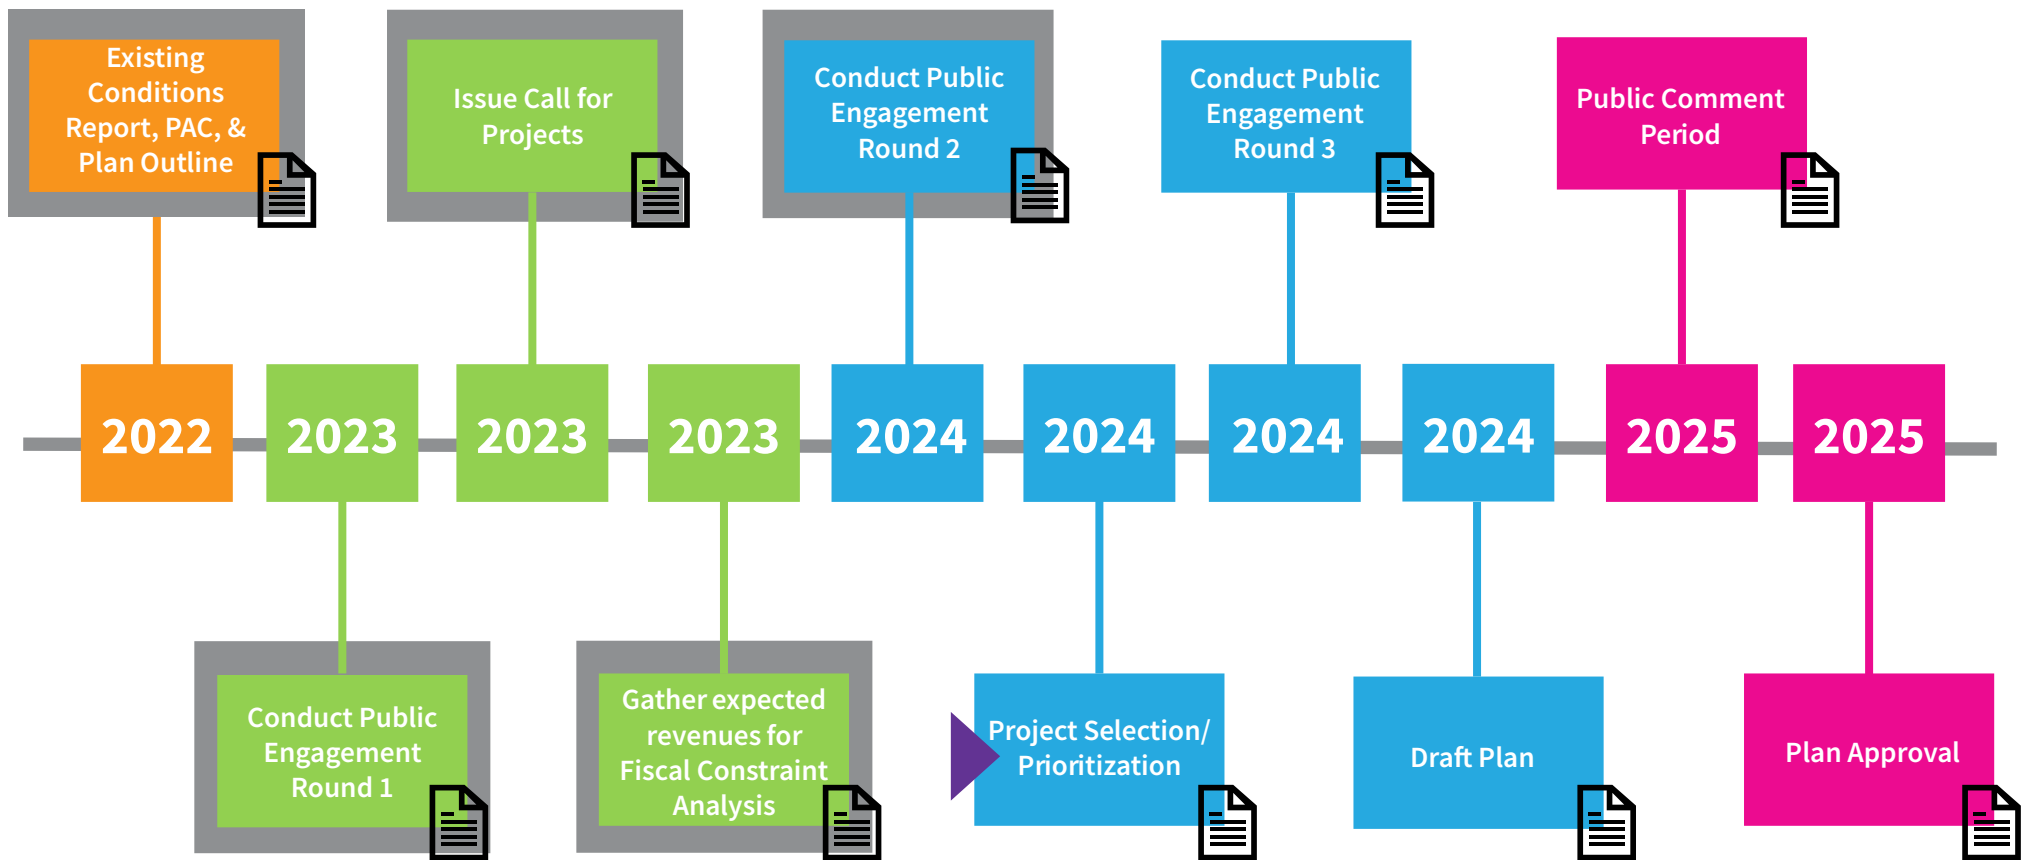 Existing
Conditions
Report, PAC, &
Plan Outline
Issue Call for
Projects
Conduct Public
Engagement
Round 2
Conduct Public
Engagement
Round 3
Public Comment
Period
2022
2023
2023
2023
2024
2024
2024
2024
2025
2025
Conduct Public
Engagement
Round 1
Gather expected
revenues for
Fiscal Constraint
Analysis
Project Selection/
Prioritization
Draft Plan
Plan Approval